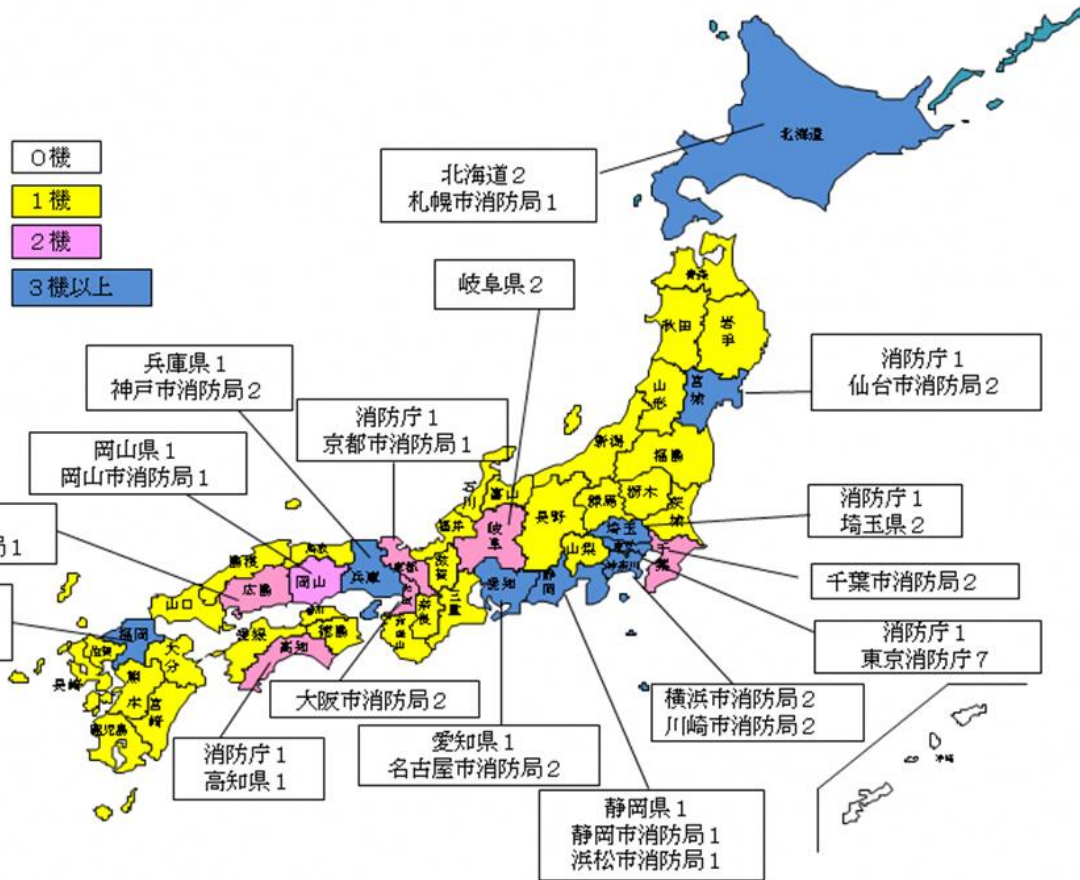 0機
1機
2機
3機以上
北海道2
札幌市消防局1
岐阜県2
兵庫県1
神戸市消防局2
消防庁1
京都市消防局1
岡山県1
岡山市消防局1
局1
消防庁1
仙台市消防局2
消防庁1
埼玉県2
千葉市消防局2
消防庁1
東京消防庁7
横浜市消防局2
川崎市消防局2
大阪市消防局2
愛知県1
名古屋市消防局2
消防庁1
高知県1
静岡県1
静岡市消防局1
浜松市消防局1
北海道
青森
秋田
岩手
山形
宮城
新潟
福島
石川
富山
長野
群馬
栃木
茨城
福井
岐阜
山梨
埼玉
東京
神奈川
千葉
静岡
愛知
三重
滋賀
京都
奈良
兵庫
鳥取
島根
岡山
広島
山口
徳島
愛媛
高知
福岡
佐賀
長崎
大分
熊本
宮崎
鹿児島
沖縄